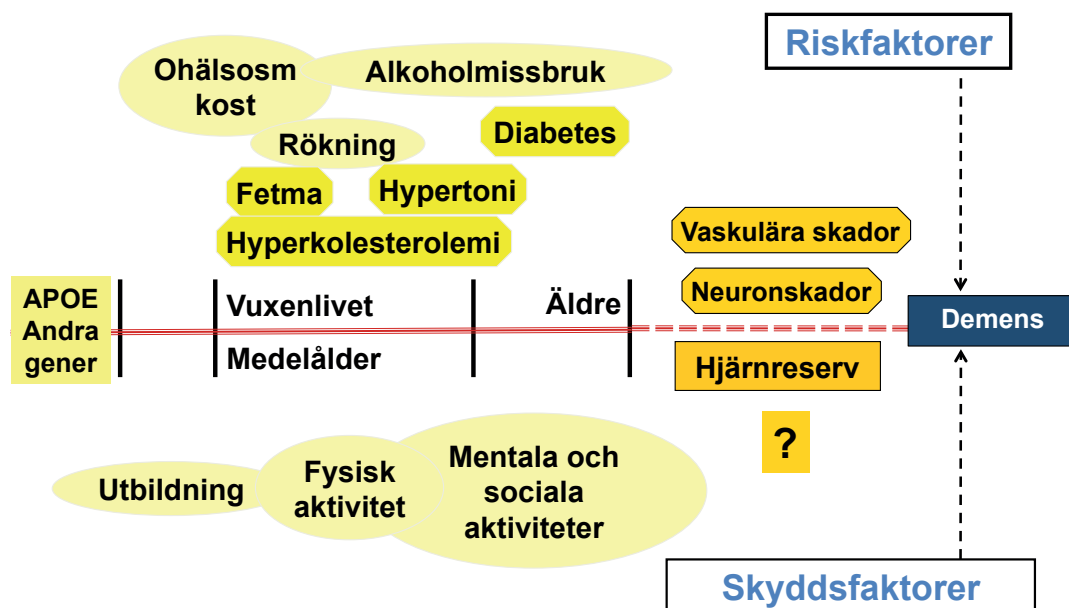 Riskfaktorer
Ohälsosm
kost
Alkoholmissbruk
Diabetes
Rökning
Fetma
Hypertoni
Hyperkolesterolemi
Vaskulära skador
Neuronskador
APOE
Andra
gener
Vuxenlivet
Medelålder
Äldre
Demens
Hjärnreserv
?
Utbildning
Fysisk
aktivitet
Mentala och
sociala
aktiviteter
Skyddsfaktorer